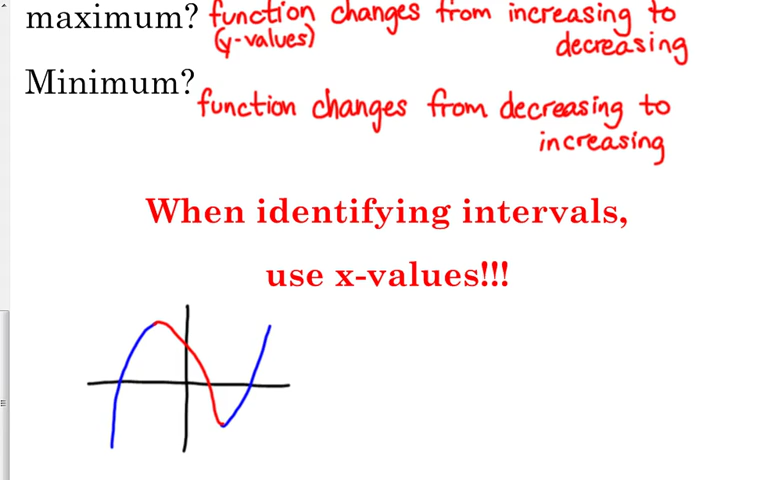 maximum? function changes from increasing to
(y-values) decreasing
Minimum?
function changes from decreasing to
increasing
When identifying intervals,
use x-values!!!